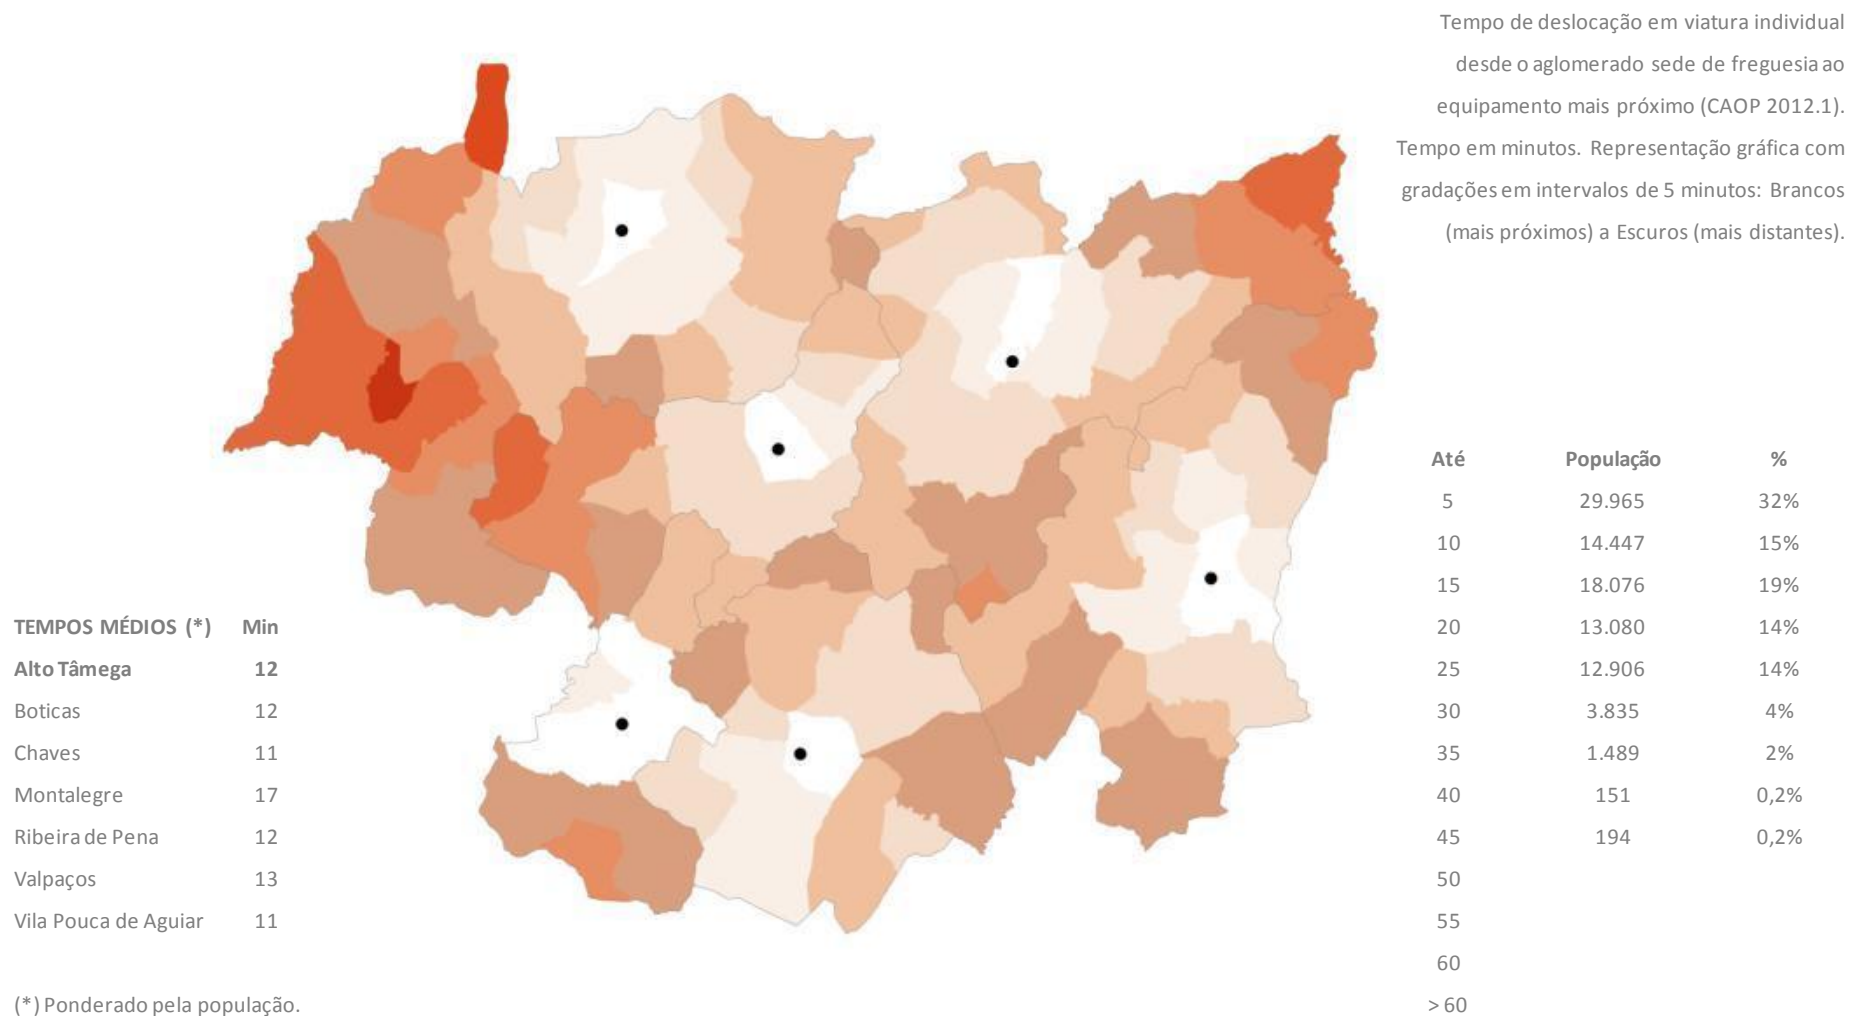 Tempo de deslocação em viatura individual
desde o aglomerado sede de freguesia ao
equipamento mais próximo (CAOP 2012.1).
Tempo em minutos. Representação gráfica com
gradações em intervalos de 5 minutos: Brancos
(mais próximos) a Escuros (mais distantes).
Até População %
5 29.965 32%
10 14.447 15%
15 18.076 19%
20 13.080 14%
25 12.906 14%
30 3.835 4%
35 1.489 2%
40 151 0,2%
45 194 0,2%
50
55
60
> 60
TEMPOS MÉDIOS (*) Min
Alto Tâmega 12
Boticas 12
Chaves 11
Montalegre 17
Ribeira de Pena 12
Valpaços 13
Vila Pouca de Aguiar 11
(*) Ponderado pela população.